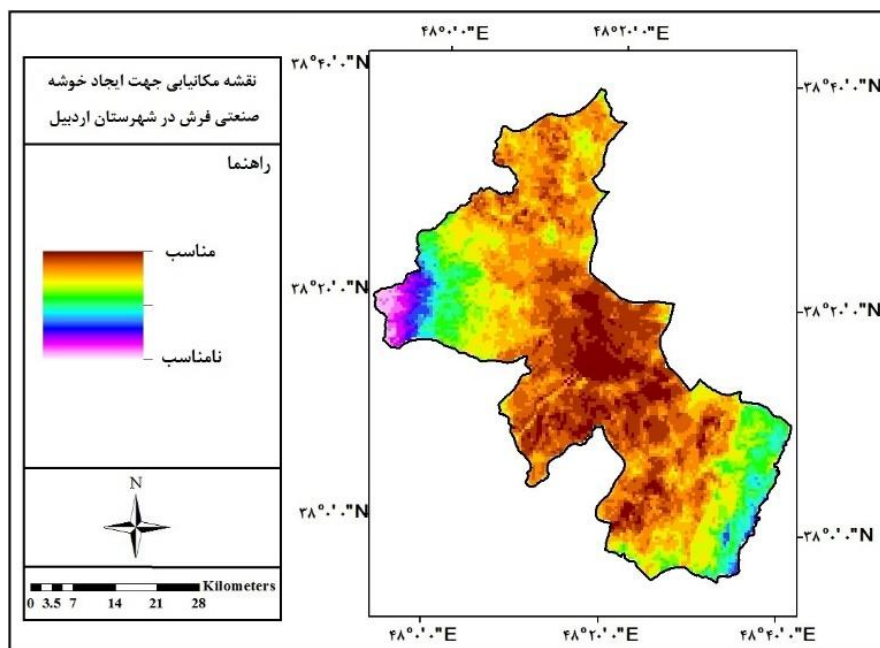 نقشه مکانیابی جهت ایجاد خوشه
صنعتی فرش در شهرستان اردبیل
راهنما
مناسب
نامناسب
N
Kilometers
0 3.5 7 14 21 28
۴۸°۰'۰"E ۴۸°۲۰'۰"E
۳۸°۴۰'۰"N ۳۸°۴۰'۰"N
۳۸°۲۰'۰"N ۳۸°۲۰'۰"N
۳۸°۰'۰"N ۳۸°۰'۰"N
۴۸°۰'۰"E ۴۸°۲۰'۰"E ۴۸°۴۰'۰"E